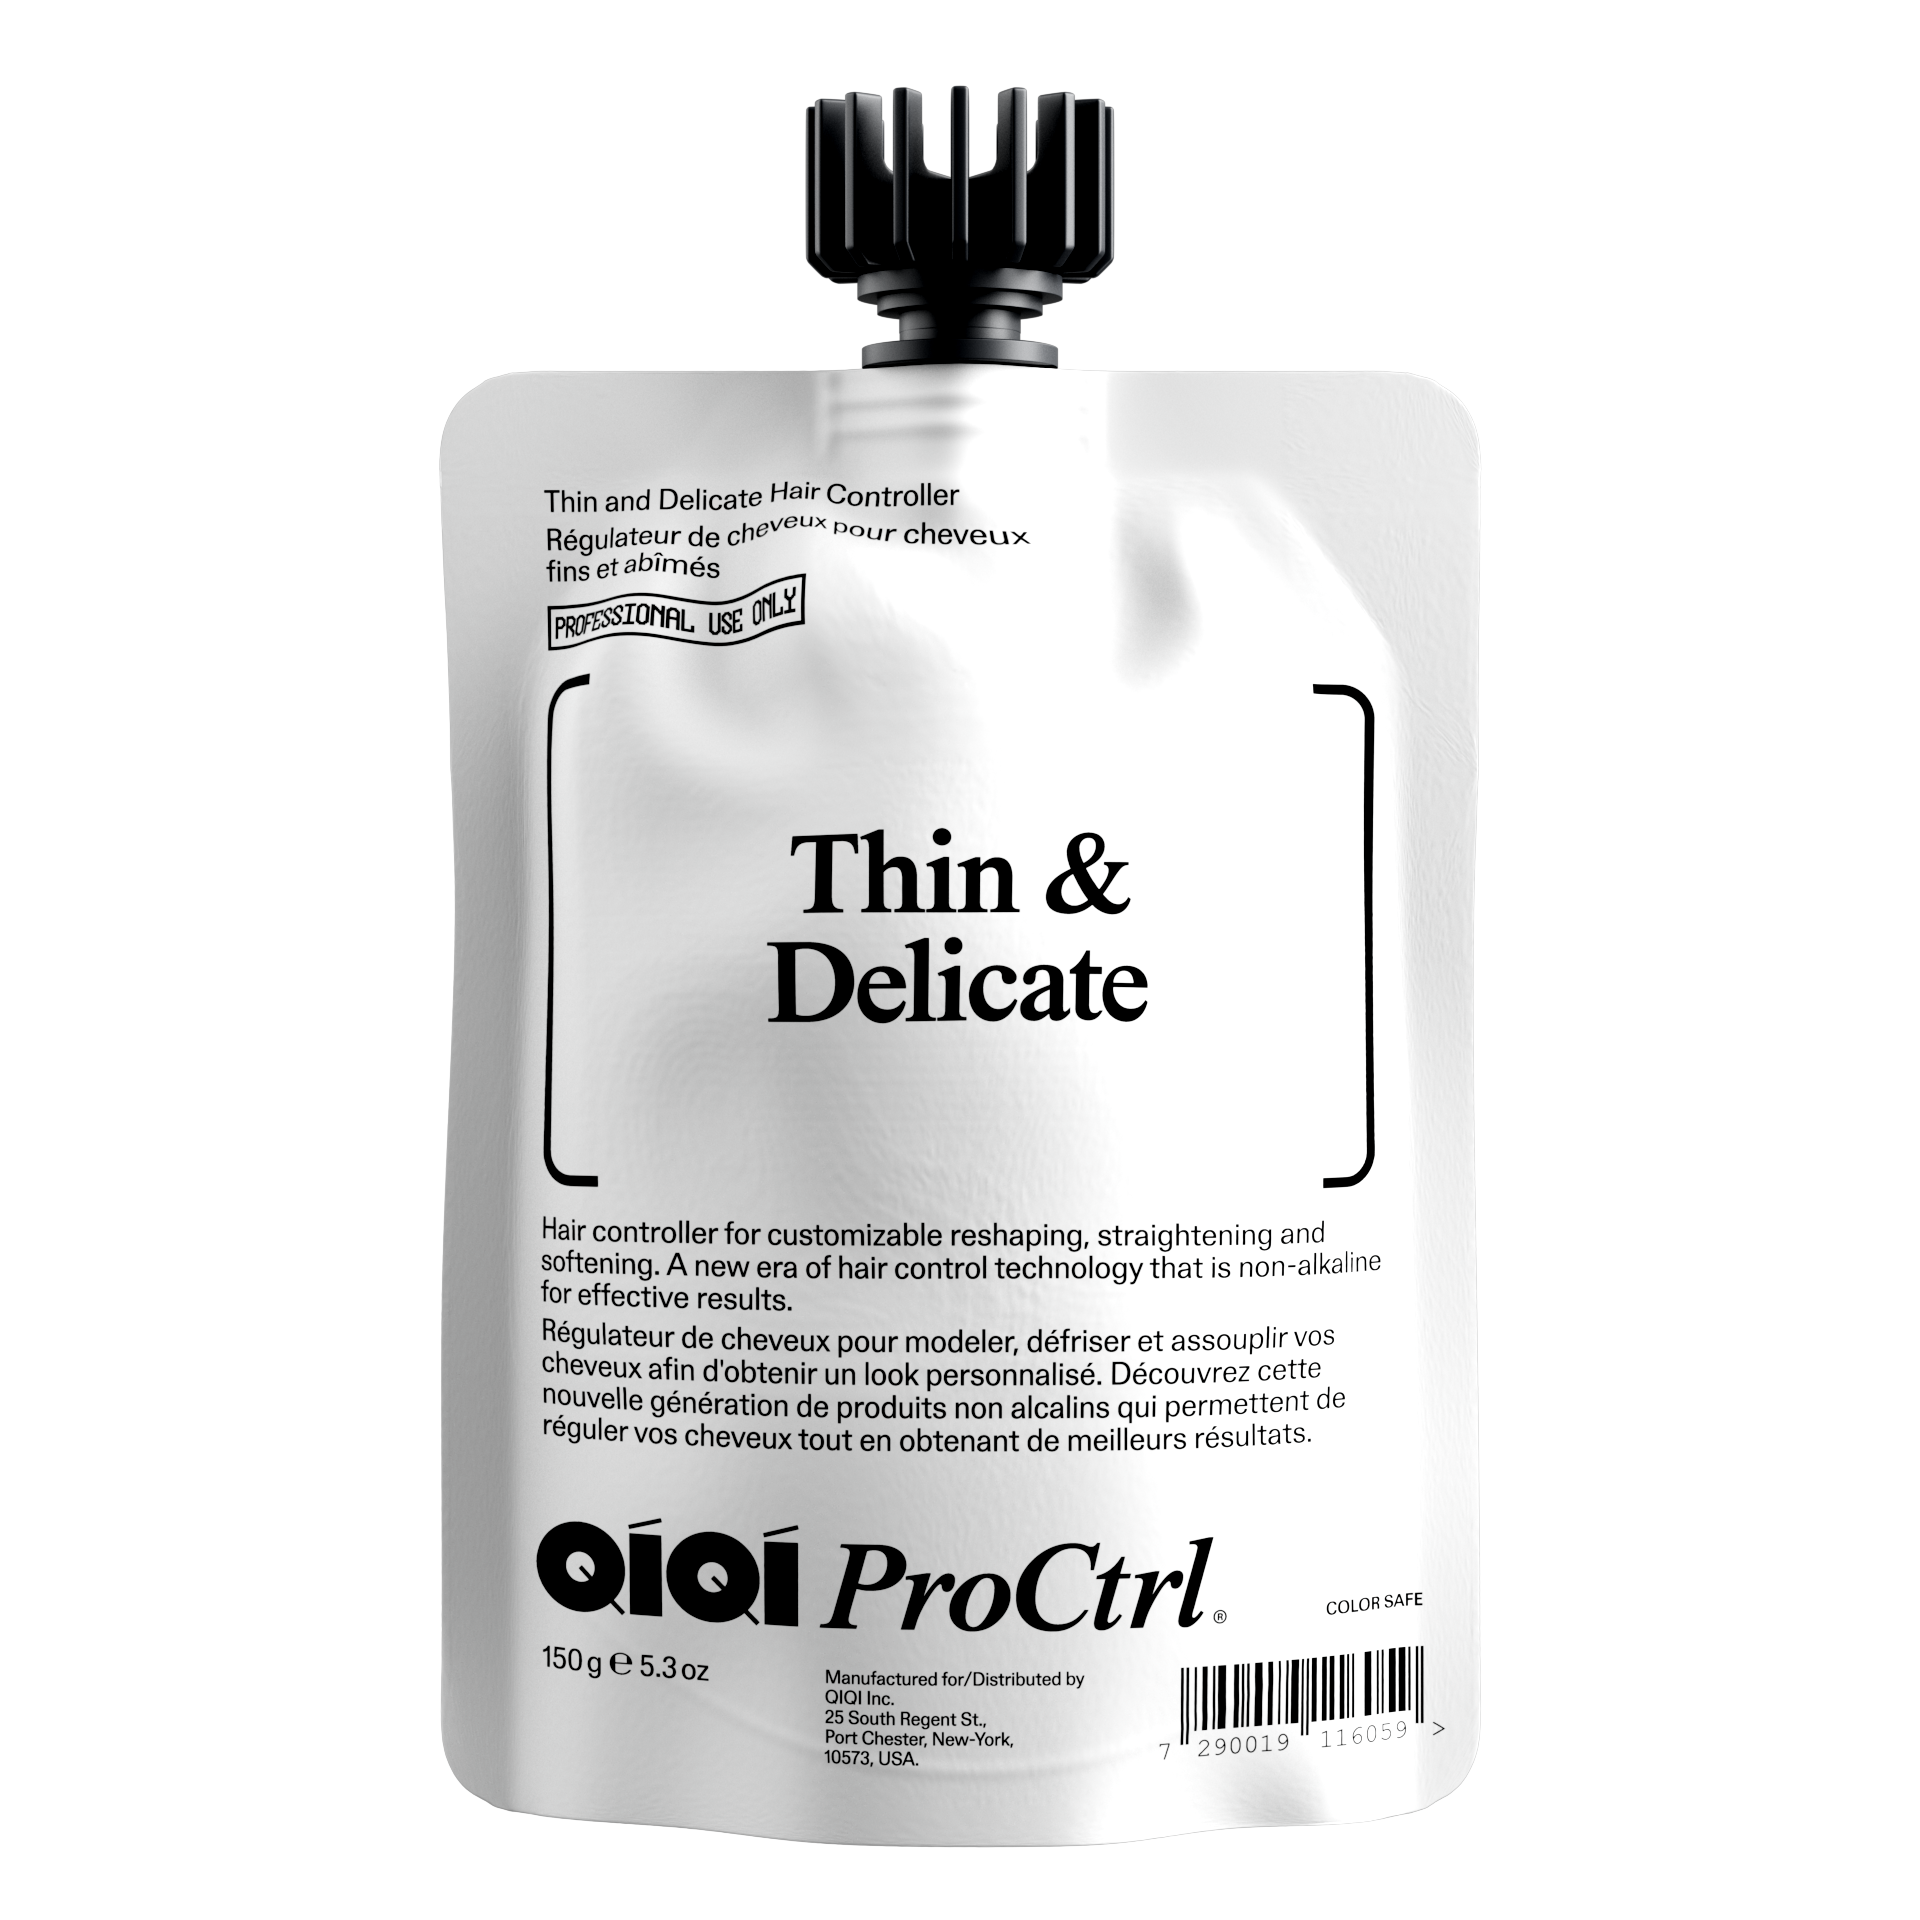 Thin and Delicate Hair Controller
Régulateur de cheveux pour cheveux
fins et abîmés
PROFESSIONAL USE ONLY
Thin &
Delicate
Hair controller for customizable reshaping, straightening and
softening. A new era of hair control technology that is non-alkaline
for effective results.
Régulateur de cheveux pour modeler, défriser et assouplir vos
cheveux afin d'obtenir un look personnalisé. Découvrez cette
nouvelle génération de produits non alcalins qui permettent de
réguler vos cheveux tout en obtenant de meilleurs résultats.
QÍQÍ ProCtrl®
COLOR SAFE
150 g ℮ 5.3 oz
Manufactured for/Distributed by
QIQI Inc.
25 South Regent St.,
Port Chester, New-York,
10573, USA.
7 290019 116059 >